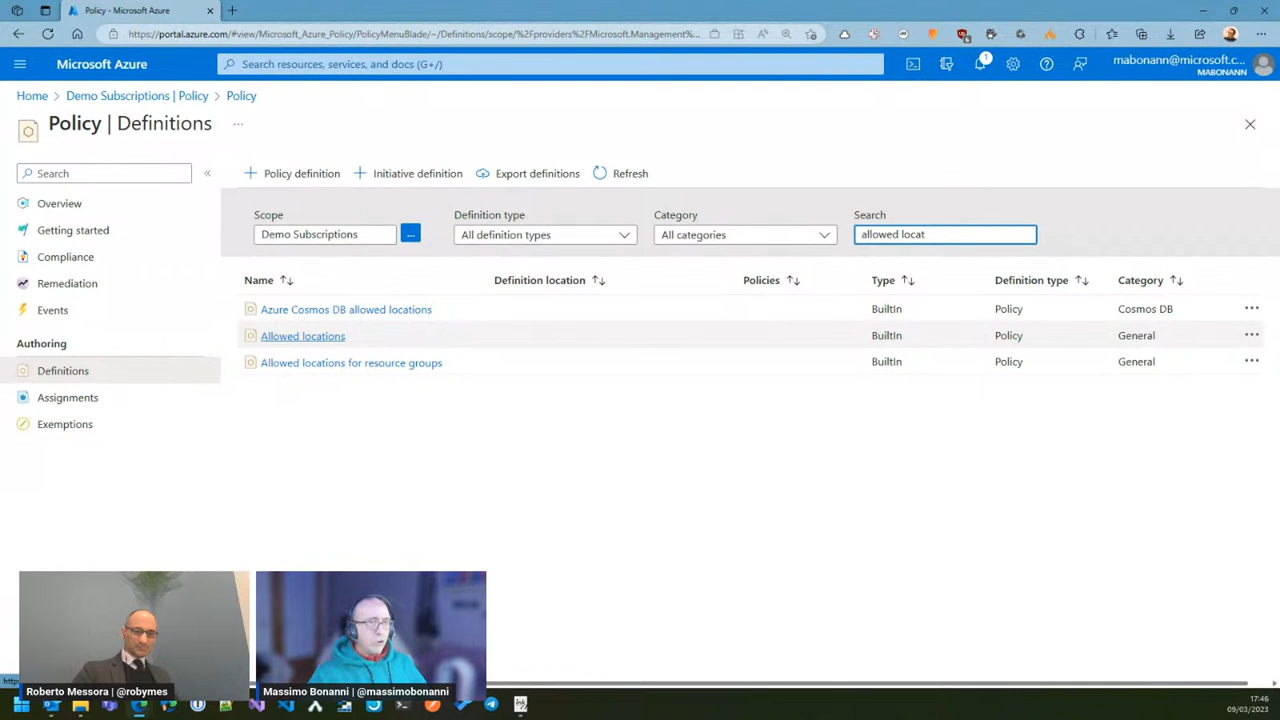 Policy - Microsoft Azure
https://portal.azure.com/#view/Microsoft_Azure_Policy/PolicyMenuBlade/~/Definitions/scope/%2Fproviders%2FMicrosoft.Management%...
Microsoft Azure
Search resources, services, and docs (G+/)
1
mabonann@microsoft.c...
MABONANN
Home > Demo Subscriptions | Policy > Policy
Policy | Definitions ...
Search
«
Overview
Getting started
Compliance
Remediation
Events
Authoring
Definitions
Assignments
Exemptions
Policy definition
Initiative definition
Export definitions
Refresh
Scope
Demo Subscriptions
...
Definition type
All definition types
Category
All categories
Search
allowed locat
Name Definition location Policies Type Definition type Category
Azure Cosmos DB allowed locations BuiltIn Policy Cosmos DB ...
Allowed locations BuiltIn Policy General ...
Allowed locations for resource groups BuiltIn Policy General ...
Roberto Messora | @robymes
Massimo Bonanni | @massimobonanni
17:46
09/03/2023